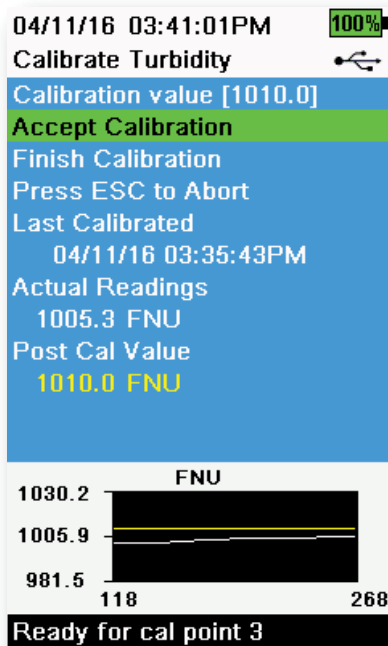 04/11/16 03:41:01PM 100%
Calibrate Turbidity
Calibration value [1010.0]
Accept Calibration
Finish Calibration
Press ESC to Abort
Last Calibrated
04/11/16 03:35:43PM
Actual Readings
1005.3 FNU
Post Cal Value
1010.0 FNU
FNU
1030.2
1005.9
981.5
118 268
Ready for cal point 3